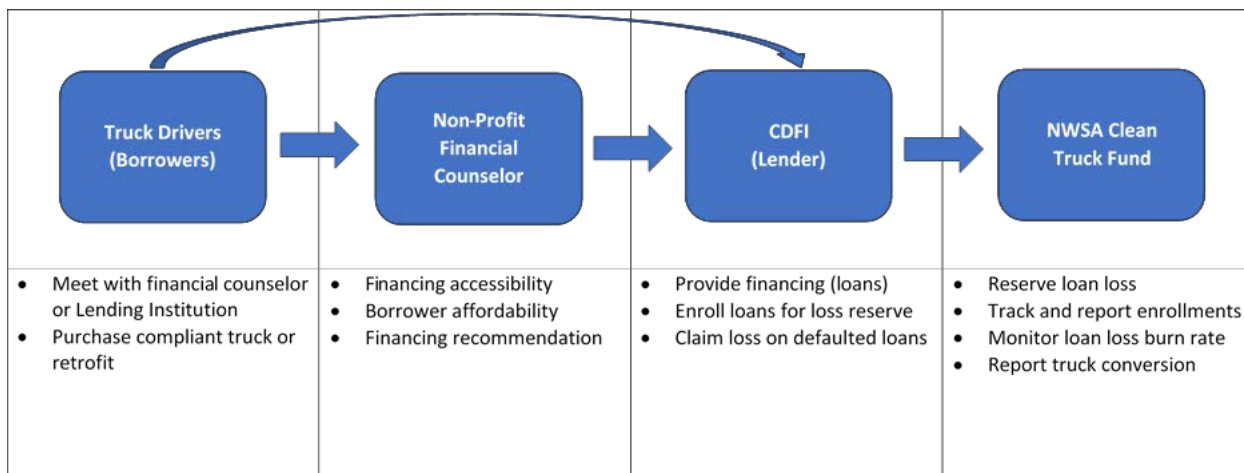 Truck Drivers
(Borrowers)
Non-Profit
Financial
Counselor
CDFI
(Lender)
NWSA Clean
Truck Fund
• Meet with financial counselor
or Lending Institution
• Purchase compliant truck or
retrofit
• Financing accessibility
• Borrower affordability
• Financing recommendation
• Provide financing (loans)
• Enroll loans for loss reserve
• Claim loss on defaulted loans
• Reserve loan loss
• Track and report enrollments
• Monitor loan loss burn rate
• Report truck conversion